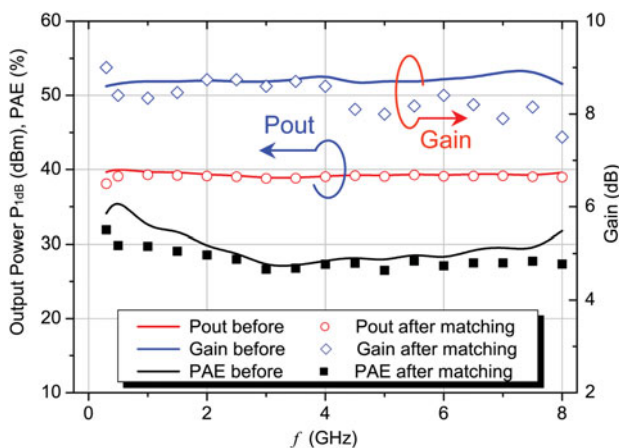 60
50
40
30
20
10
10
8
6
4
2
0
2
4
6
8
Output Power P1dB (dBm), PAE (%)
Gain (dB)
f (GHz)
Pout
Gain
Pout before
Pout after matching
Gain before
Gain after matching
PAE before
PAE after matching